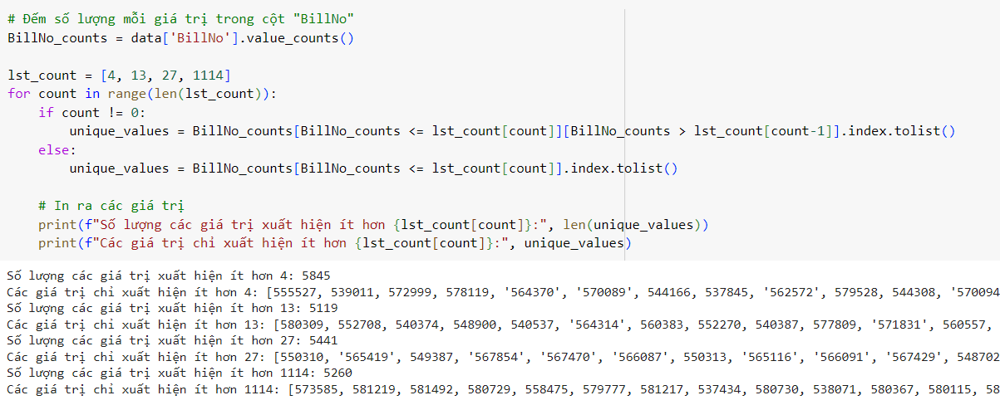 # Đếm số lượng mỗi giá trị trong cột "BillNo"
BillNo_counts = data['BillNo'].value_counts()
lst_count = [4, 13, 27, 1114]
for count in range(len(lst_count)):
    if count != 0:
        unique_values = BillNo_counts[BillNo_counts <= lst_count[count]][BillNo_counts > lst_count[count-1]].index.tolist()
    else:
        unique_values = BillNo_counts[BillNo_counts <= lst_count[count]].index.tolist()
    # In ra các giá trị
    print(f"Số lượng các giá trị xuất hiện ít hơn {lst_count[count]}:", len(unique_values))
    print(f"Các giá trị chỉ xuất hiện ít hơn {lst_count[count]}:", unique_values)
Số lượng các giá trị xuất hiện ít hơn 4: 5845
Các giá trị chỉ xuất hiện ít hơn 4: [555527, 539011, 572999, 578119, '564370', '570089', 544166, 537845, '562572', 579528, 544308, '570094
Số lượng các giá trị xuất hiện ít hơn 13: 5119
Các giá trị chỉ xuất hiện ít hơn 13: [580309, 552708, 540374, 548900, 540537, '564314', 560383, 552270, 540387, 577809, '571831', 560557,
Số lượng các giá trị xuất hiện ít hơn 27: 5441
Các giá trị chỉ xuất hiện ít hơn 27: [550310, '565419', 549387, '567854', '567470', '566087', 550313, '565116', '566091', '567429', 548702
Số lượng các giá trị xuất hiện ít hơn 1114: 5260
Các giá trị chỉ xuất hiện ít hơn 1114: [573585, 581219, 581492, 580729, 558475, 579777, 581217, 537434, 580730, 538071, 580367, 580115, 58